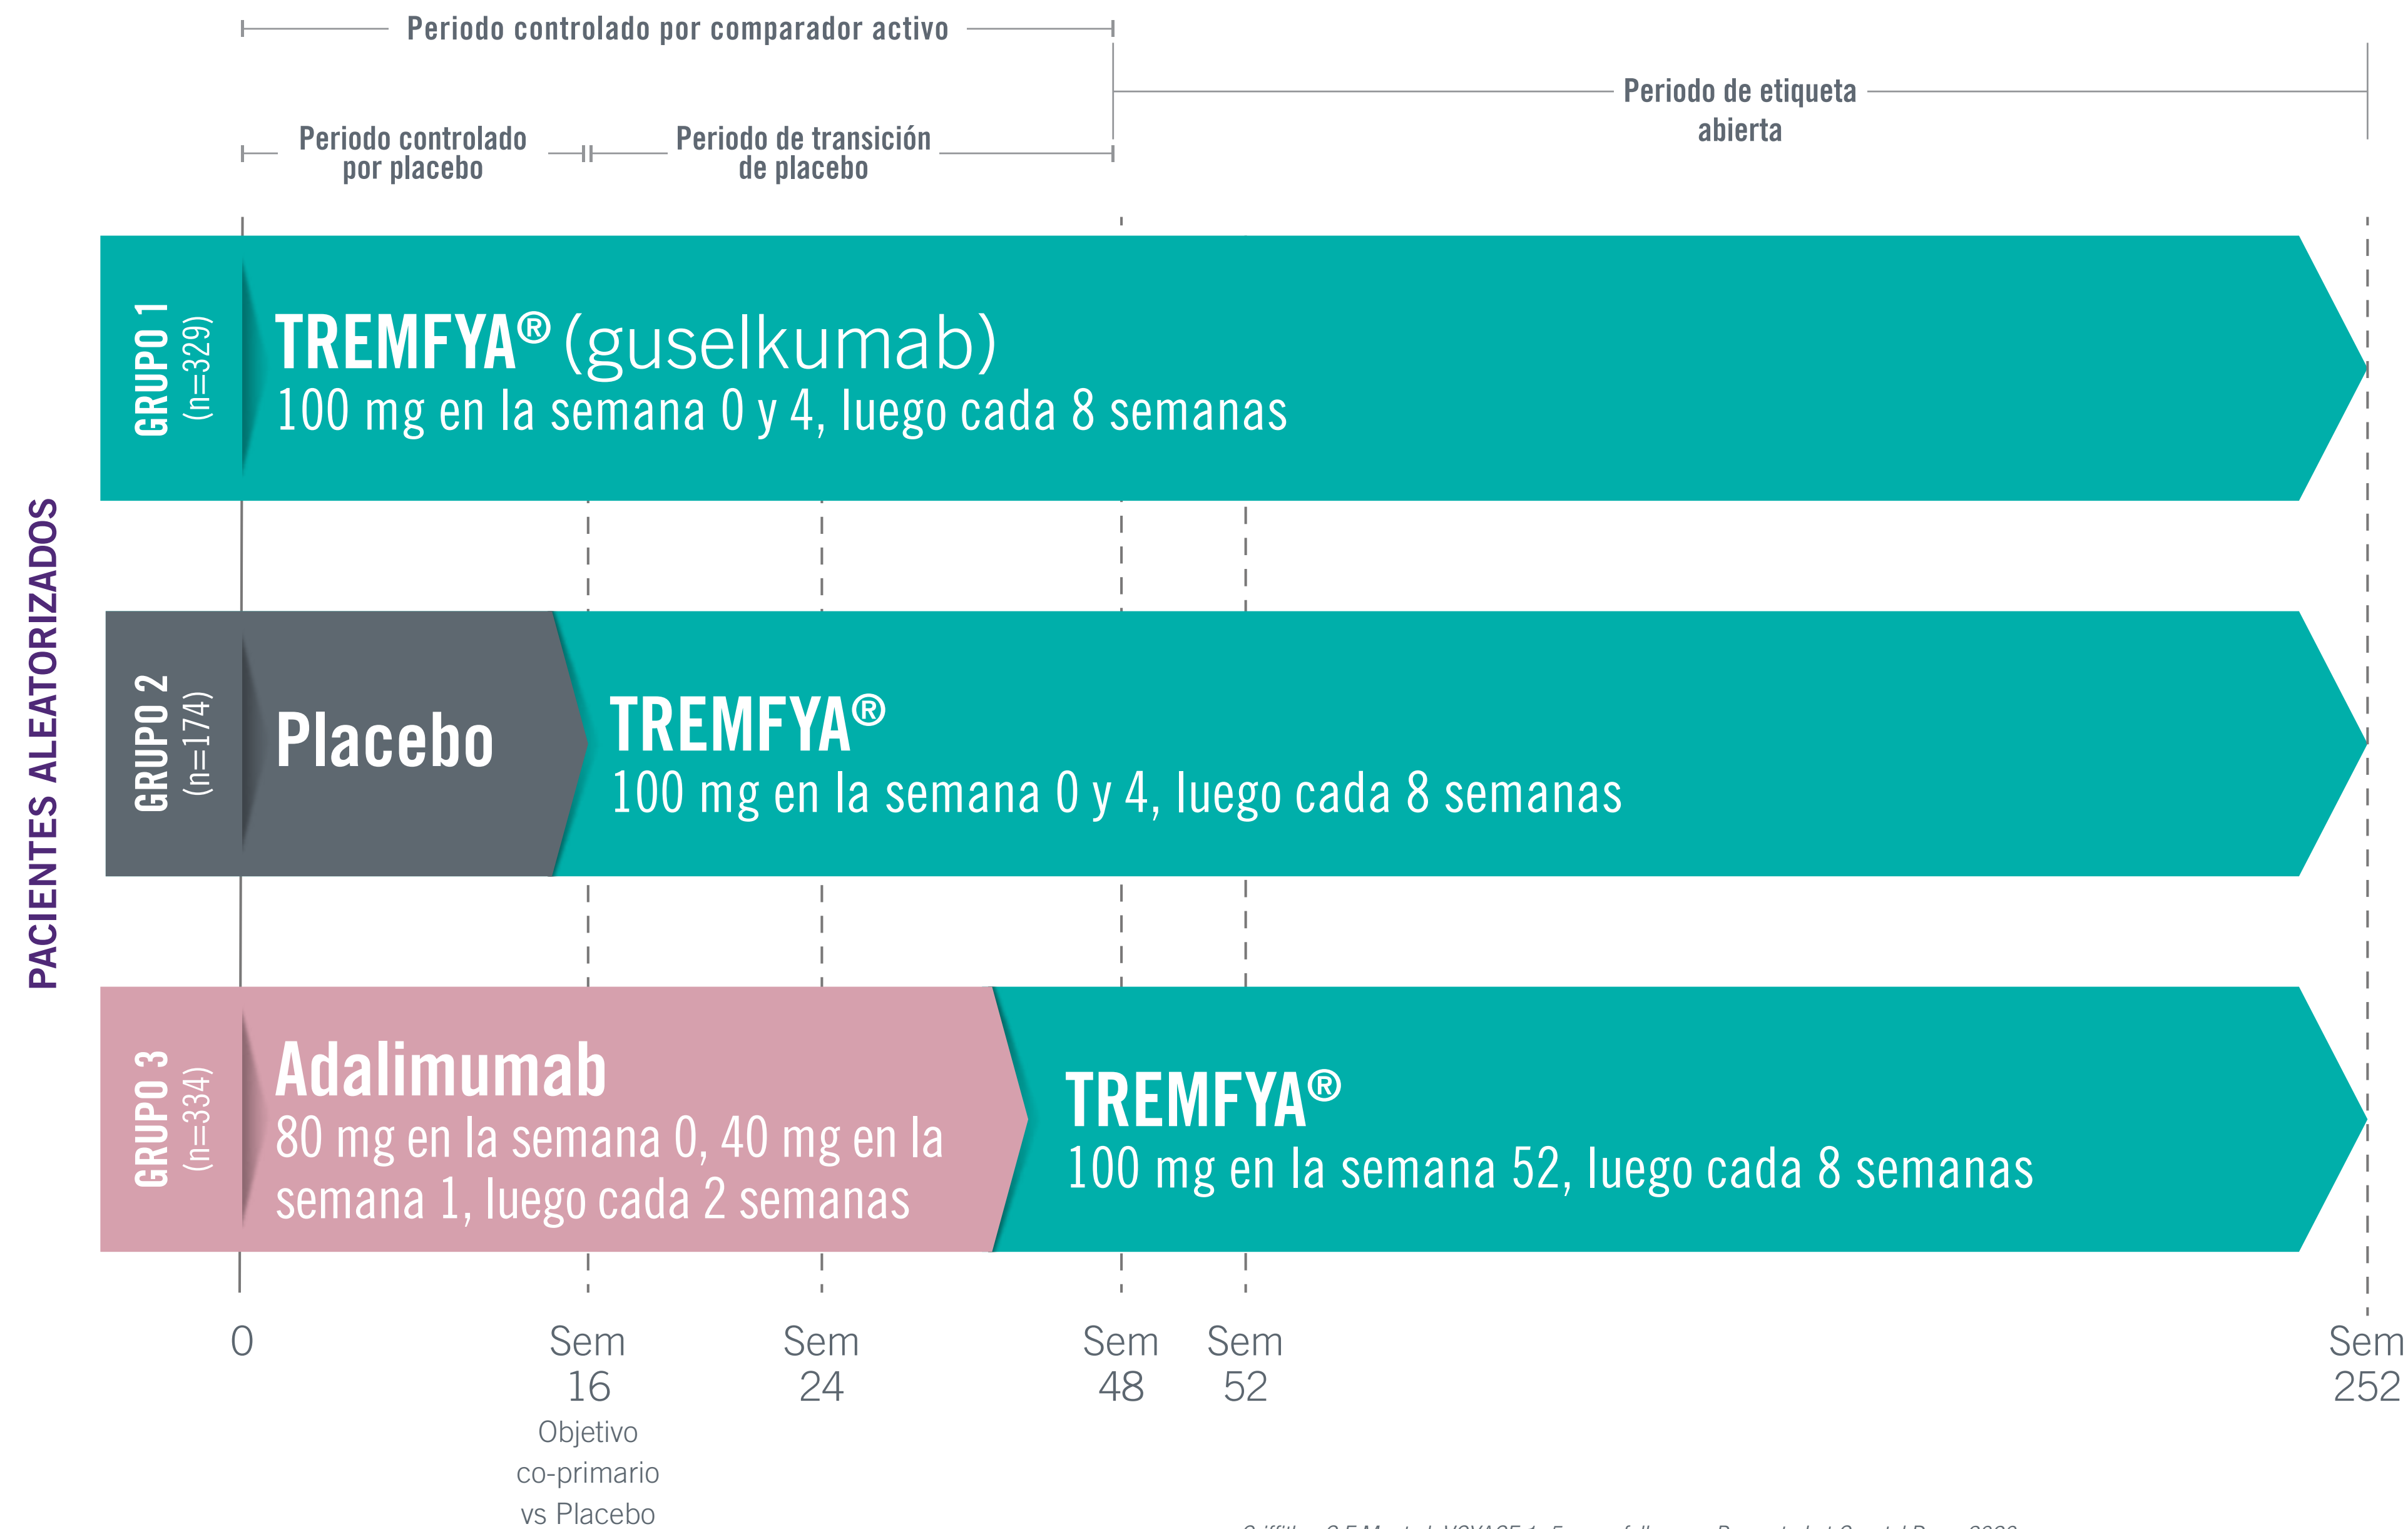 Periodo controlado por comparador activo
Periodo de etiqueta
abierta
Periodo controlado
por placebo
Periodo de transición
de placebo
PACIENTES ALEATORIZADOS
GRUPO 1
(n=329)
TREMFYA® (guselkumab)
100 mg en la semana 0 y 4, luego cada 8 semanas
GRUPO 2
(n=174)
Placebo
TREMFYA®
100 mg en la semana 0 y 4, luego cada 8 semanas
GRUPO 3
(n=334)
Adalimumab
80 mg en la semana 0, 40 mg en la
semana 1, luego cada 2 semanas
TREMFYA®
100 mg en la semana 52, luego cada 8 semanas
0
Sem
16
Objetivo
co-primario
vs Placebo
Sem
24
Sem
48
Sem
52
Sem
252